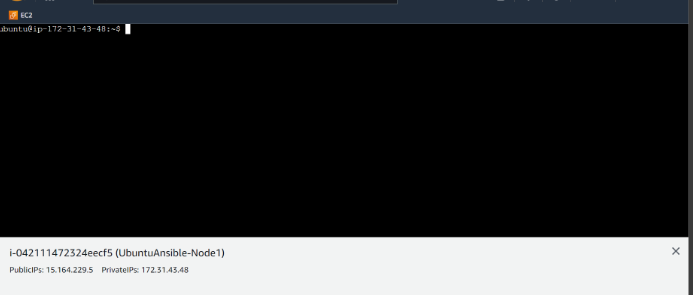 EC2
ubuntu@ip-172-31-43-48:~$
i-042111472324eecf5 (UbuntuAnsible-Node1)
PublicIPs: 15.164.229.5 PrivateIPs: 172.31.43.48